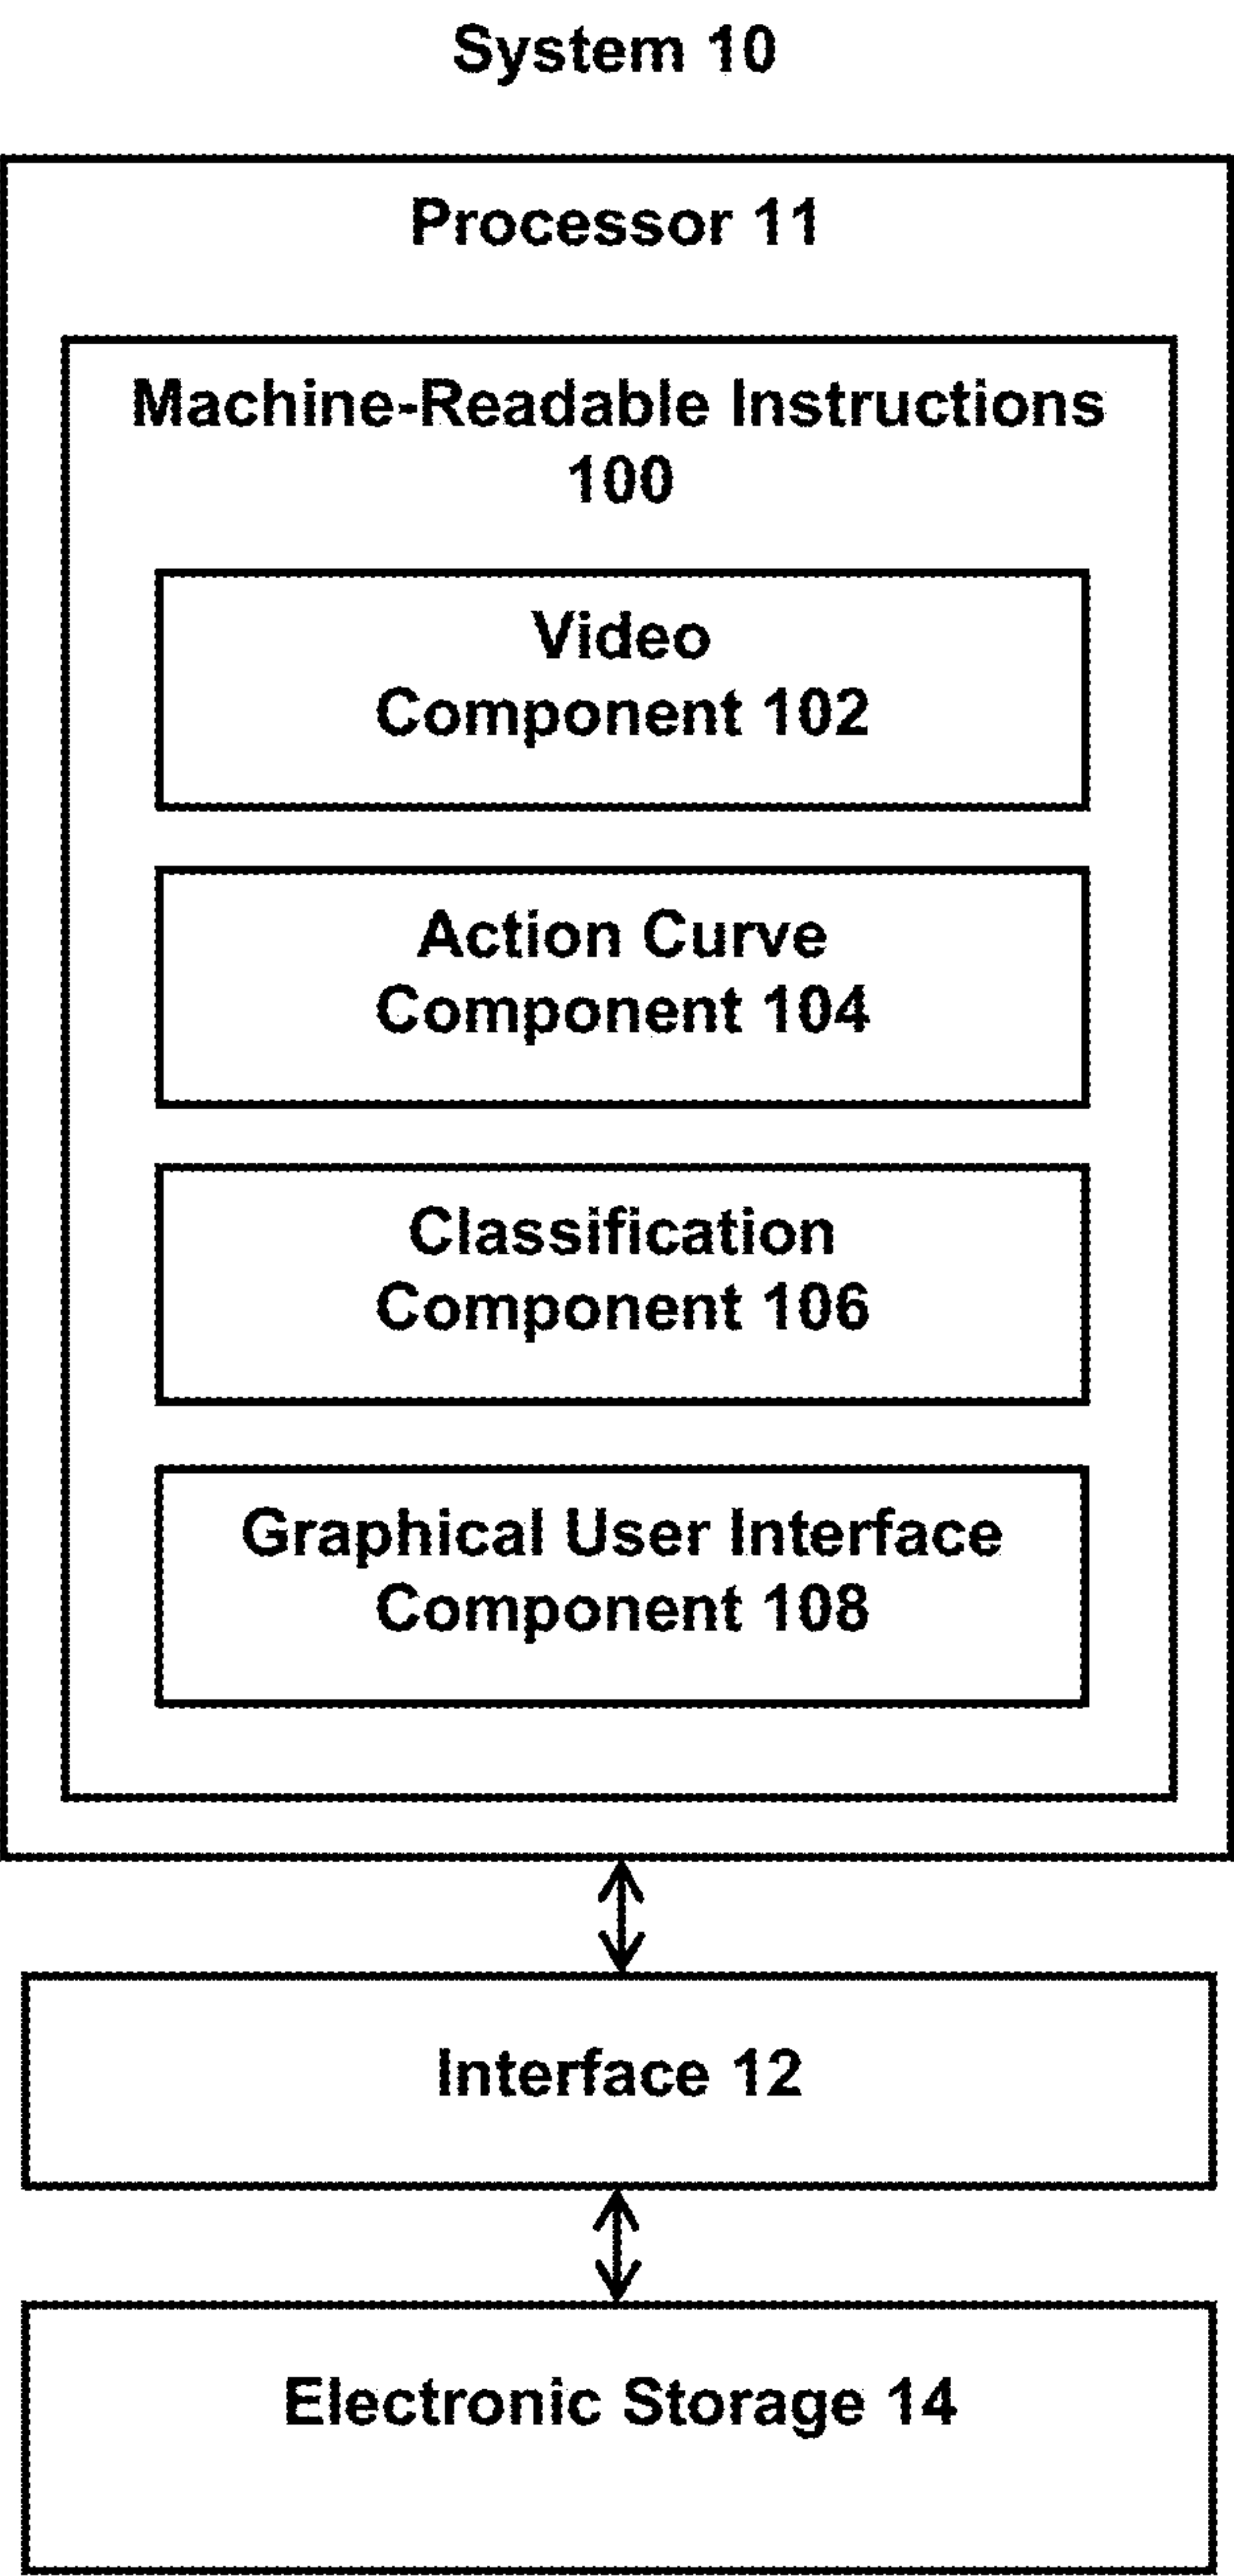 System 10
Processor 11
Machine-Readable Instructions
100
Video
Component 102
Action Curve
Component 104
Classification
Component 106
Graphical User Interface
Component 108
Interface 12
Electronic Storage 14